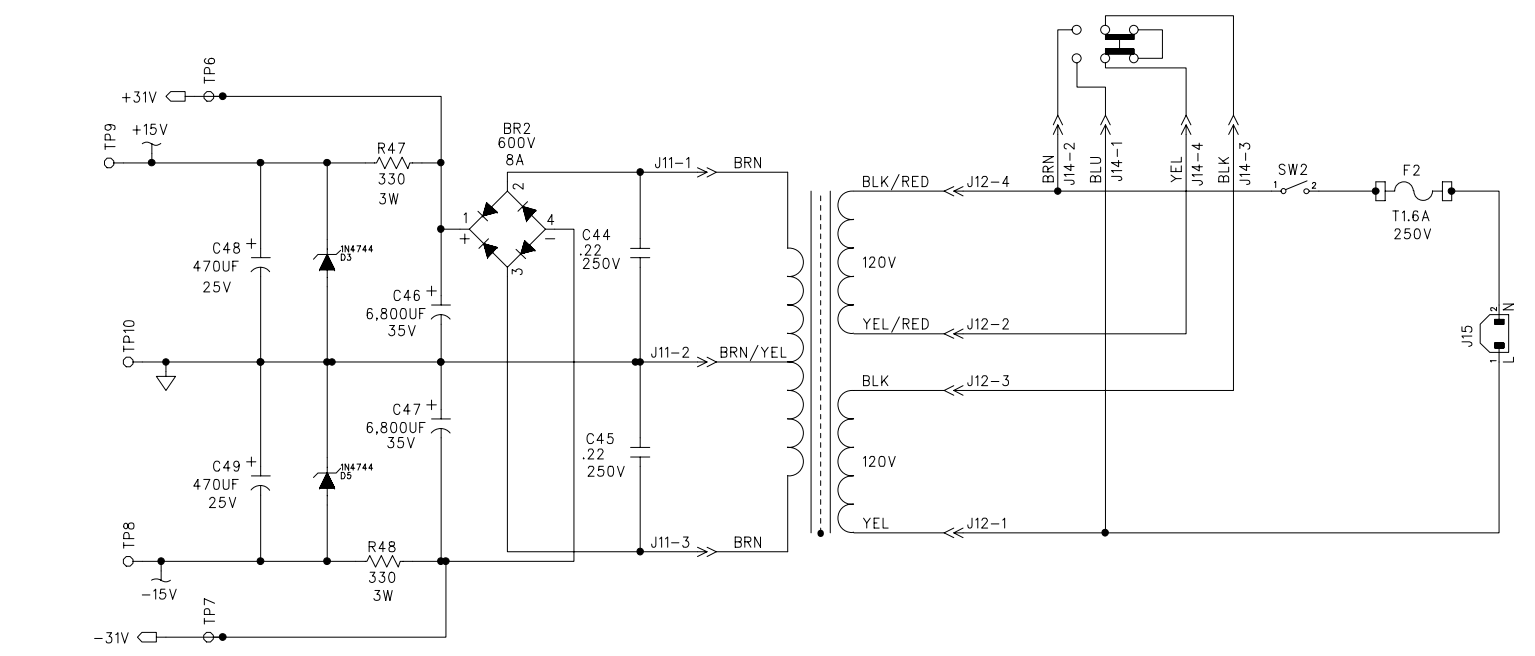 TP6
+31V
TP9
+15V
R47
330
3W
BR2
600V
8A
2
1
+
4
–
3
J11–1
BRN
C44
.22
250V
C48
+
470UF
25V
1N4744
D3
C46
+
6,800UF
35V
TP10
J11–2
BRN/YEL
C47
+
6,800UF
35V
C49
+
470UF
25V
1N4744
D5
C45
.22
250V
TP8
–15V
R48
330
3W
J11–3
BRN
–31V
TP7
BRN
J14–2
BLU
J14–1
YEL
J14–4
BLK
J14–3
BLK/RED
J12–4
SW2
1
2
F2
T1.6A
250V
120V
YEL/RED
J12–2
BLK
J12–3
120V
YEL
J12–1
J15
2
N
1
L